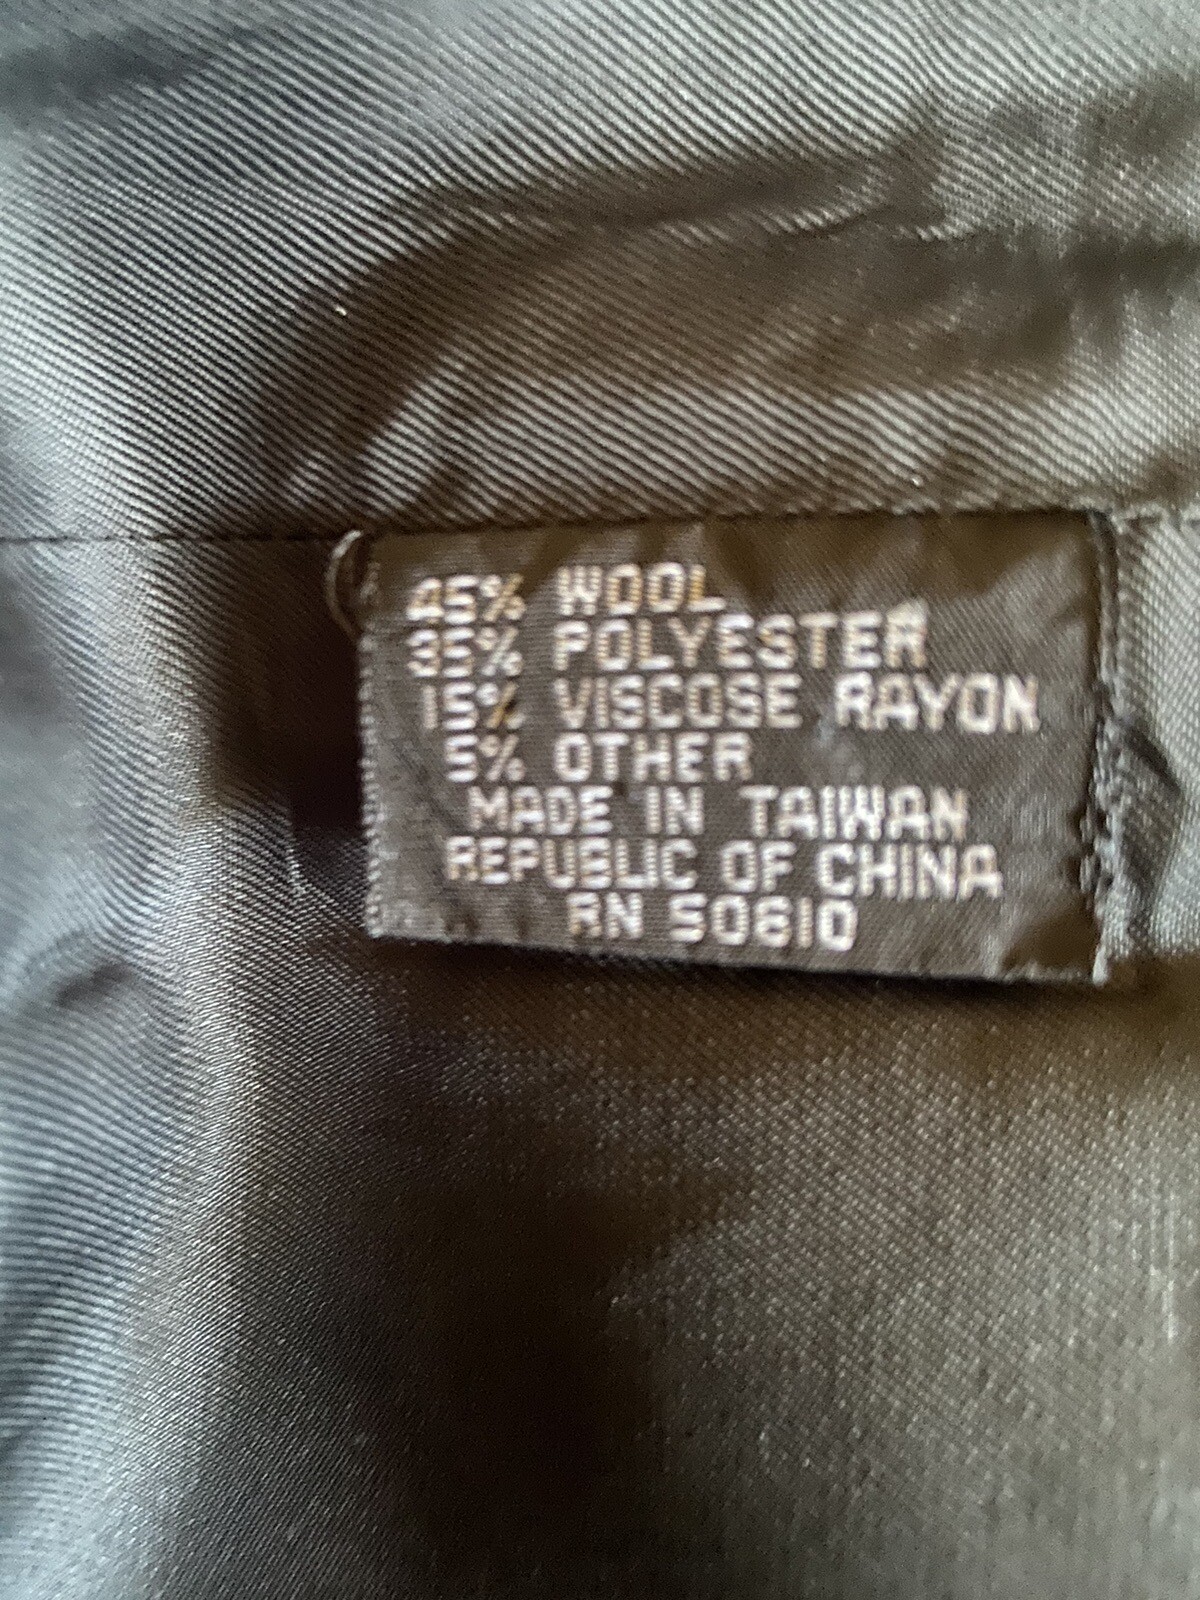 45% WOOL
35% POLYESTER
15% VISCOSE RAYON
5% OTHER
MADE IN TAIWAN
REPUBLIC OF CHINA
RN 50610